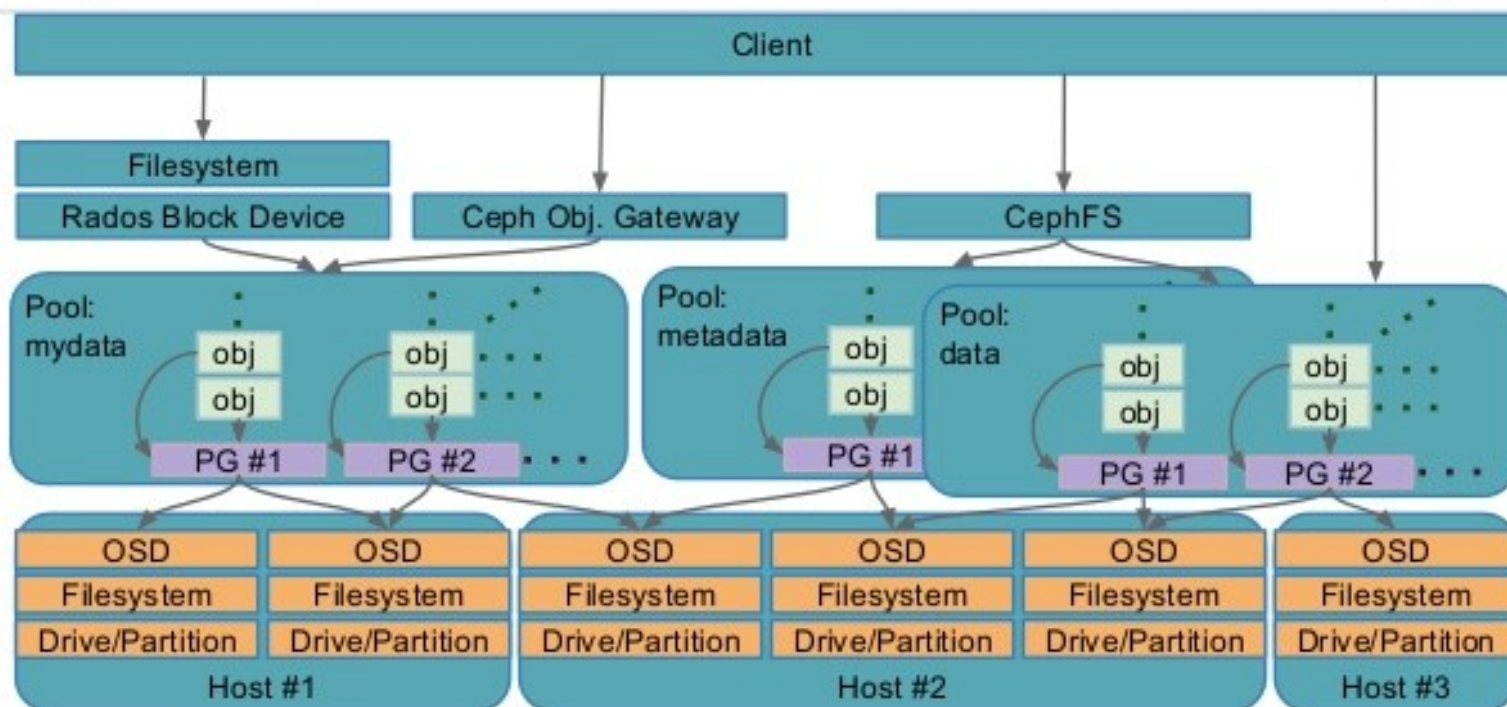 Client
Filesystem
Rados Block Device
Ceph Obj. Gateway
CephFS
Pool:
mydata
obj
obj
obj
obj
PG #1
PG #2
Pool:
metadata
obj
obj
PG #1
Pool:
data
obj
obj
obj
obj
PG #1
PG #2
OSD
OSD
OSD
OSD
OSD
OSD
Filesystem
Filesystem
Filesystem
Filesystem
Filesystem
Filesystem
Drive/Partition
Drive/Partition
Drive/Partition
Drive/Partition
Drive/Partition
Drive/Partition
Host #1
Host #2
Host #3